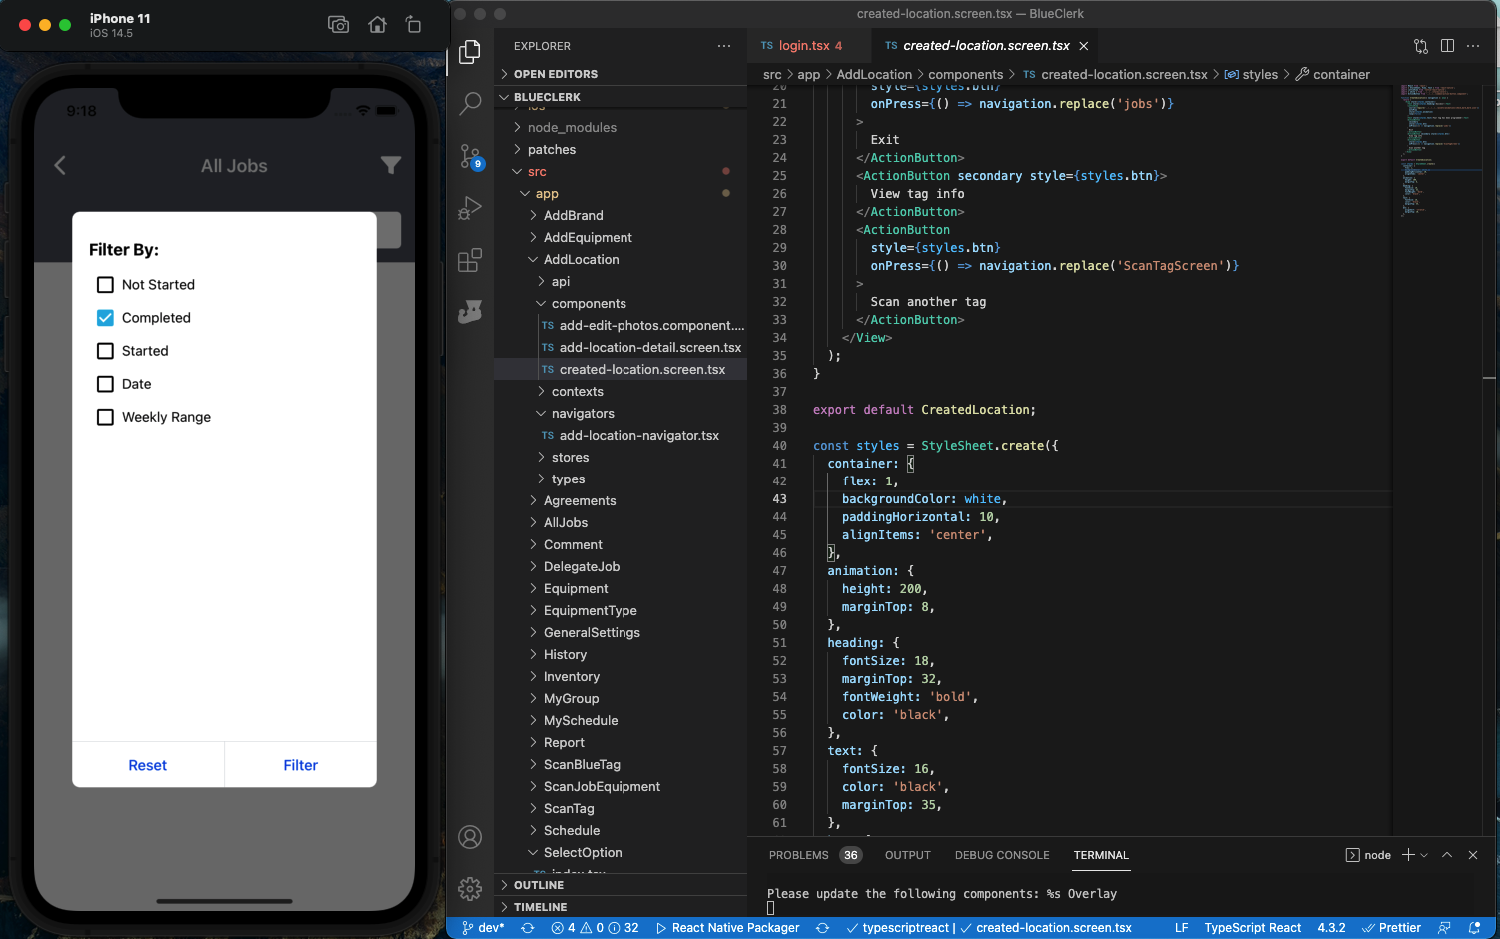 iPhone 11
iOS 14.5
9:18
All Jobs
Filter By:
Not Started
Completed
Started
Date
Weekly Range
Reset
Filter
created-location.screen.tsx — BlueClerk
EXPLORER
OPEN EDITORS
BLUECLERK
ios
node_modules
patches
src
app
AddBrand
AddEquipment
AddLocation
api
components
TS add-edit-photos.component....
TS add-location-detail.screen.tsx
TS created-location.screen.tsx
contexts
navigators
TS add-location-navigator.tsx
stores
types
Agreements
AllJobs
Comment
DelegateJob
Equipment
EquipmentType
GeneralSettings
History
Inventory
MyGroup
MySchedule
Report
ScanBlueTag
ScanJobEquipment
ScanTag
Schedule
SelectOption
TS index.tsx
OUTLINE
TIMELINE
9
TS login.tsx 4
TS created-location.screen.tsx
src > app > AddLocation > components > TS created-location.screen.tsx > styles > container
20 style={styles.btn}
21 onPress={() => navigation.replace('jobs')}
22 >
23 Exit
24 </ActionButton>
25 <ActionButton secondary style={styles.btn}>
26 View tag info
27 </ActionButton>
28 <ActionButton
29 style={styles.btn}
30 onPress={() => navigation.replace('ScanTagScreen')}
31 >
32 Scan another tag
33 </ActionButton>
34 </View>
35 );
36 }
37
38 export default CreatedLocation;
39
40 const styles = StyleSheet.create({
41 container: {
42 flex: 1,
43 backgroundColor: white,
44 paddingHorizontal: 10,
45 alignItems: 'center',
46 },
47 animation: {
48 height: 200,
49 marginTop: 8,
50 },
51 heading: {
52 fontSize: 18,
53 marginTop: 32,
54 fontWeight: 'bold',
55 color: 'black',
56 },
57 text: {
58 fontSize: 16,
59 color: 'black',
60 marginTop: 35,
61 },
PROBLEMS 36 OUTPUT DEBUG CONSOLE TERMINAL
node
Please update the following components: %s Overlay
dev* 4 0 32 React Native Packager typescriptreact | created-location.screen.tsx LF TypeScript React 4.3.2 Prettier